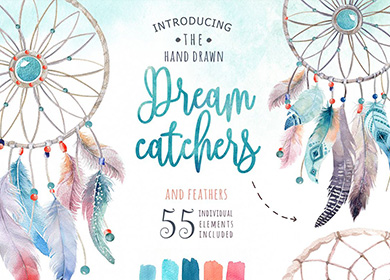 INTRODUCING
THE
HAND DRAWN
Dream
catchers
AND FEATHERS
55 INDIVIDUAL
ELEMENTS
INCLUDED